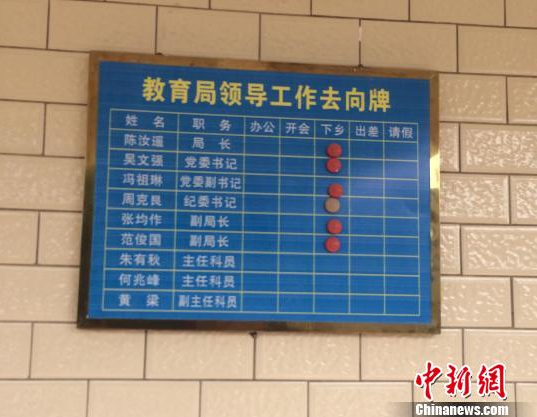 教育局领导工作去向牌
姓名 职务 办公 开会 下乡 出差 请假
陈汝遥 局长
吴文强 党委书记
冯祖琳 党委副书记
周克良 纪委书记
张均作 副局长
范俊国 副局长
朱有秋 主任科员
何兆峰 主任科员
黄梁 副主任科员
中新网
Chinanews.com